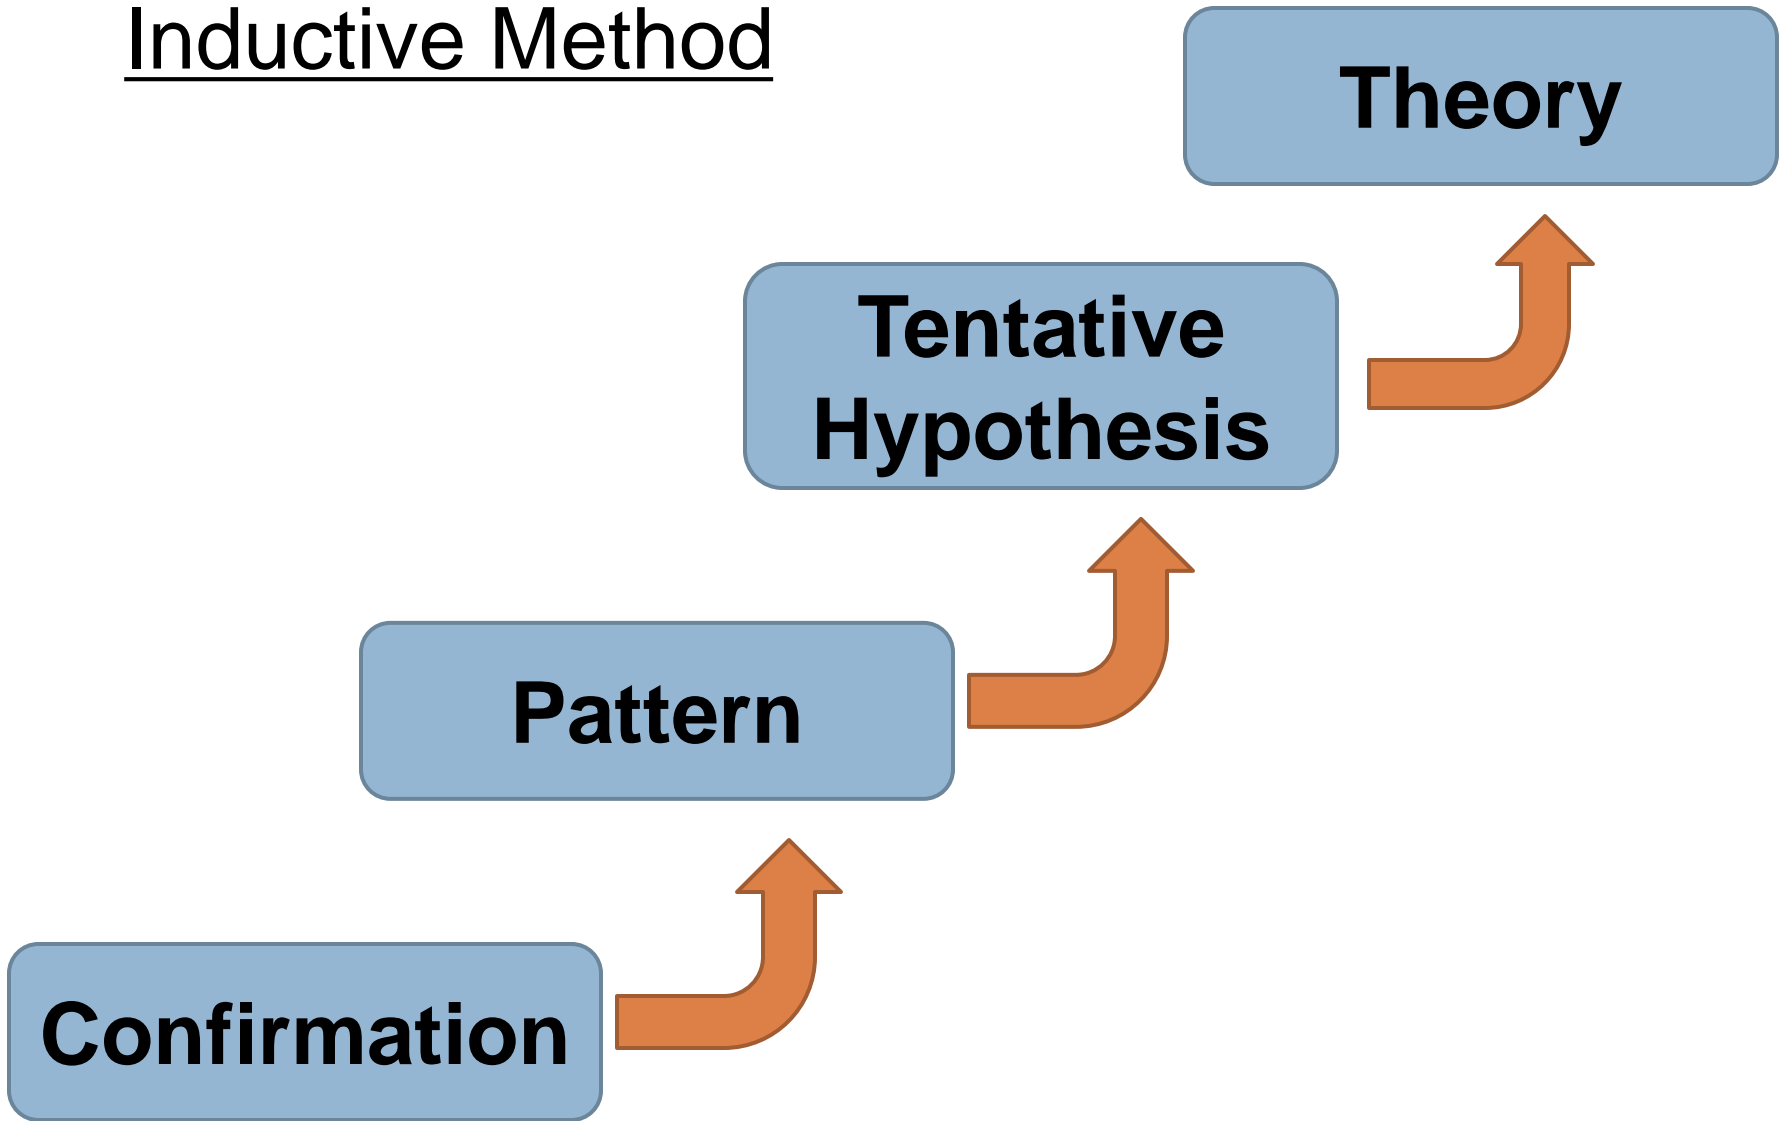 Inductive Method
Theory
Tentative
Hypothesis
Pattern
Confirmation